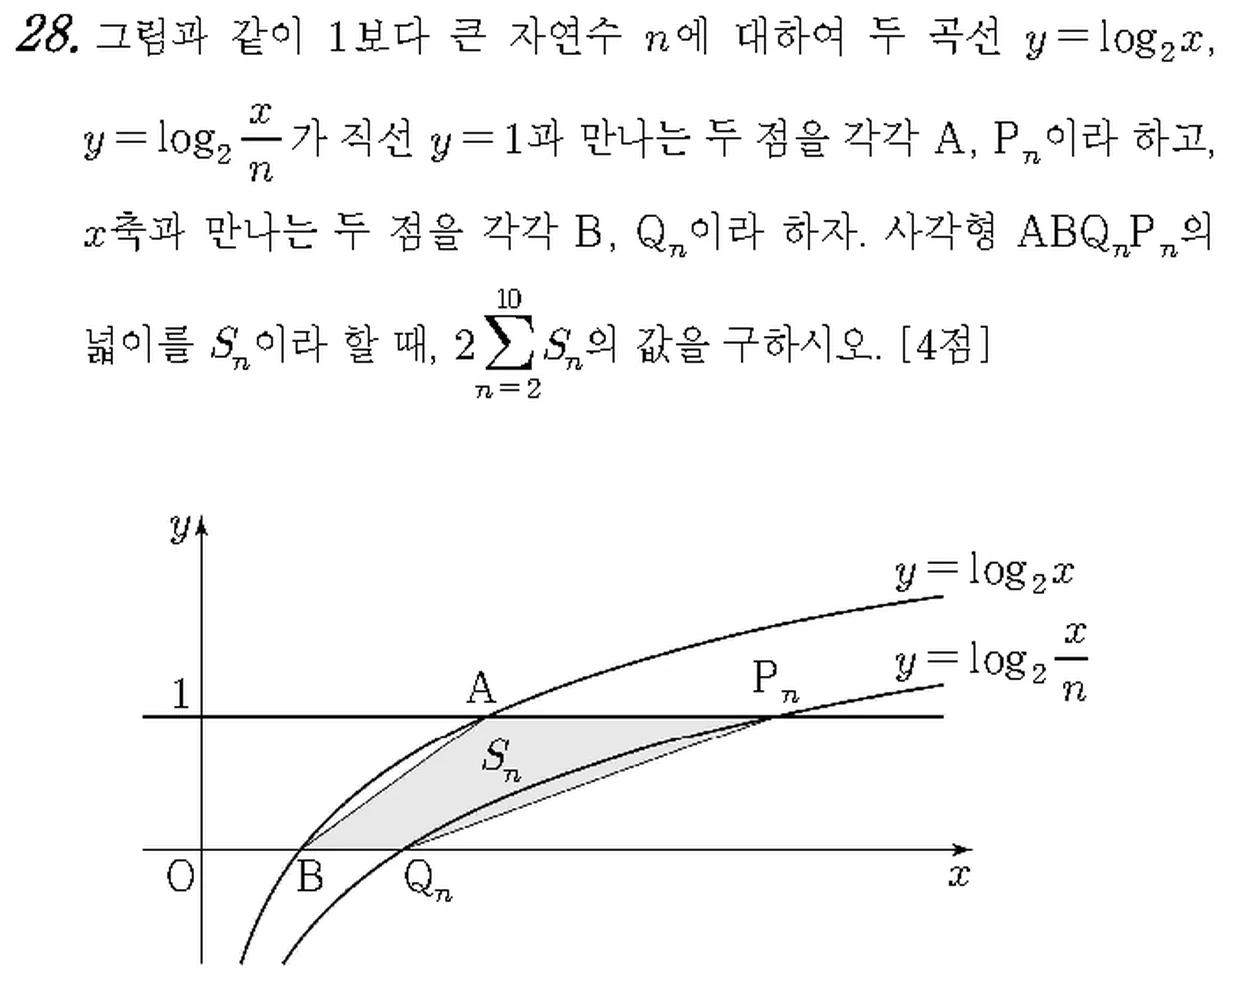 28. 그림과 같이 1보다 큰 자연수 n에 대하여 두 곡선 y=log₂x,
y=log₂ x/n 가 직선 y=1과 만나는 두 점을 각각 A, Pₙ이라 하고,
x축과 만나는 두 점을 각각 B, Qₙ이라 하자. 사각형 ABQₙPₙ의
넓이를 Sₙ이라 할 때, 2∑_{n=2}^{10} Sₙ의 값을 구하시오. [4점]
y
y=log₂x
y=log₂ x/n
1
A
Pₙ
Sₙ
O
B
Qₙ
x